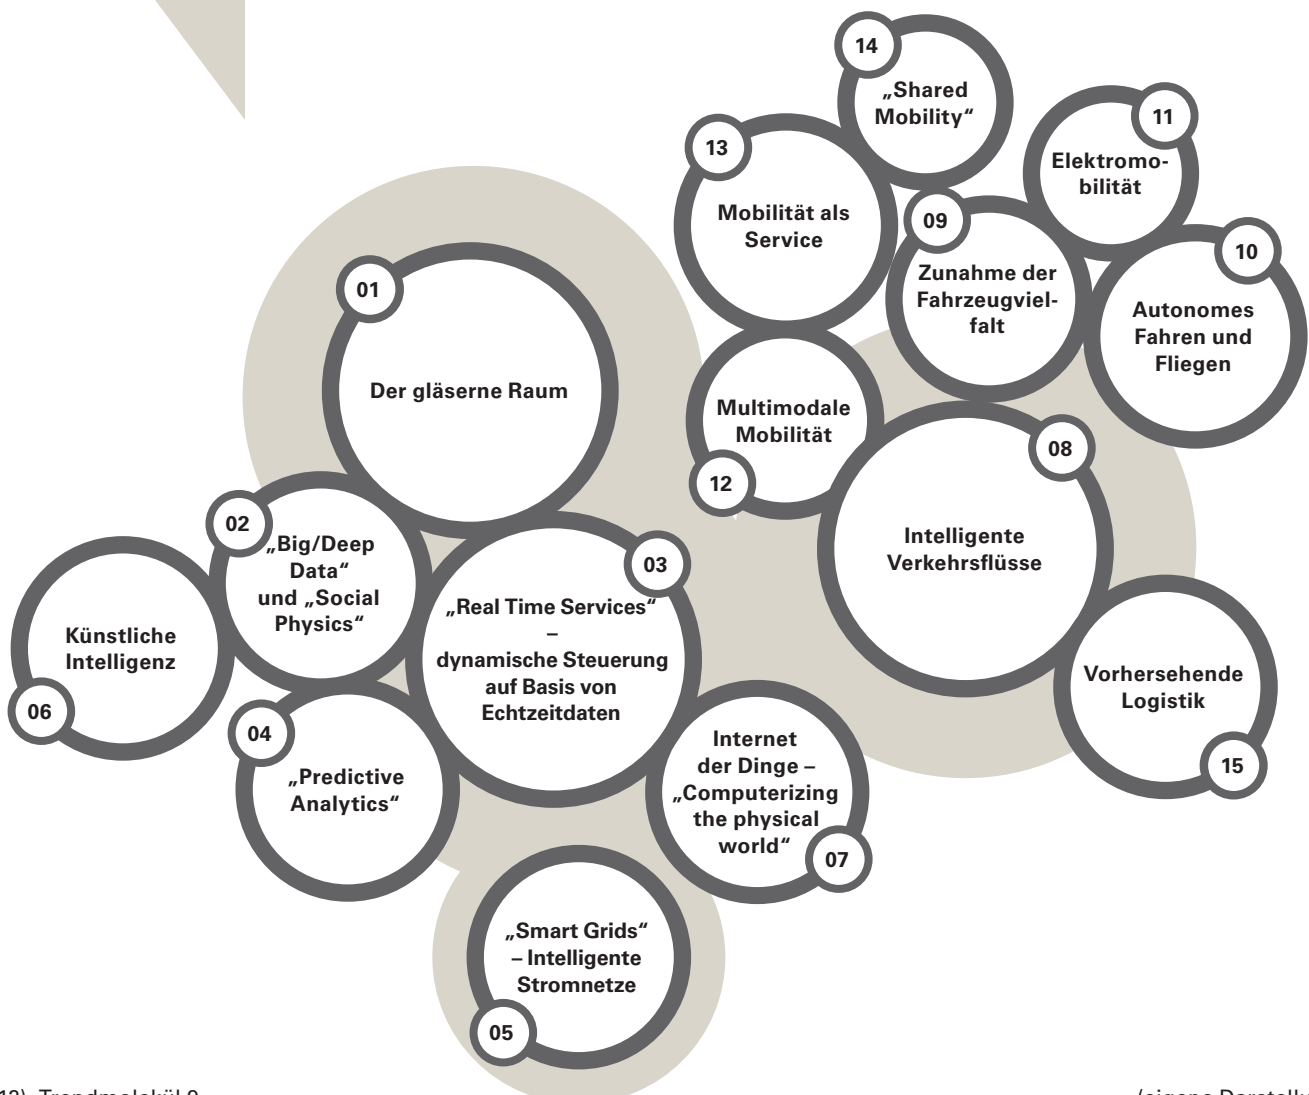 01
Der gläserne Raum
02
„Big/Deep
Data“
und „Social
Physics“
03
„Real Time Services“
–
dynamische Steuerung
auf Basis von
Echtzeitdaten
04
„Predictive
Analytics“
„Smart Grids“
– Intelligente
Stromnetze
05
Künstliche
Intelligenz
06
Internet
der Dinge –
„Computerizing
the physical
world“
07
08
Intelligente
Verkehrsflüsse
09
Zunahme der
Fahrzeugviel-
falt
10
Autonomes
Fahren und
Fliegen
11
Elektromo-
bilität
Multimodale
Mobilität
12
13
Mobilität als
Service
14
„Shared
Mobility“
Vorhersehende
Logistik
15